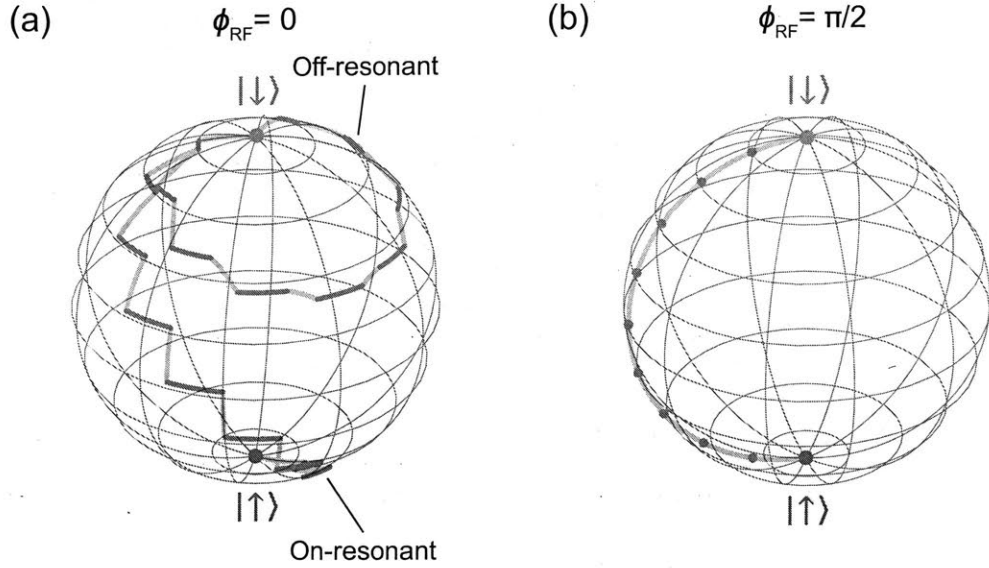 (a)
ϕRF = 0
Off-resonant
|↓⟩
|↑⟩
On-resonant
(b)
ϕRF = π/2
|↓⟩
|↑⟩